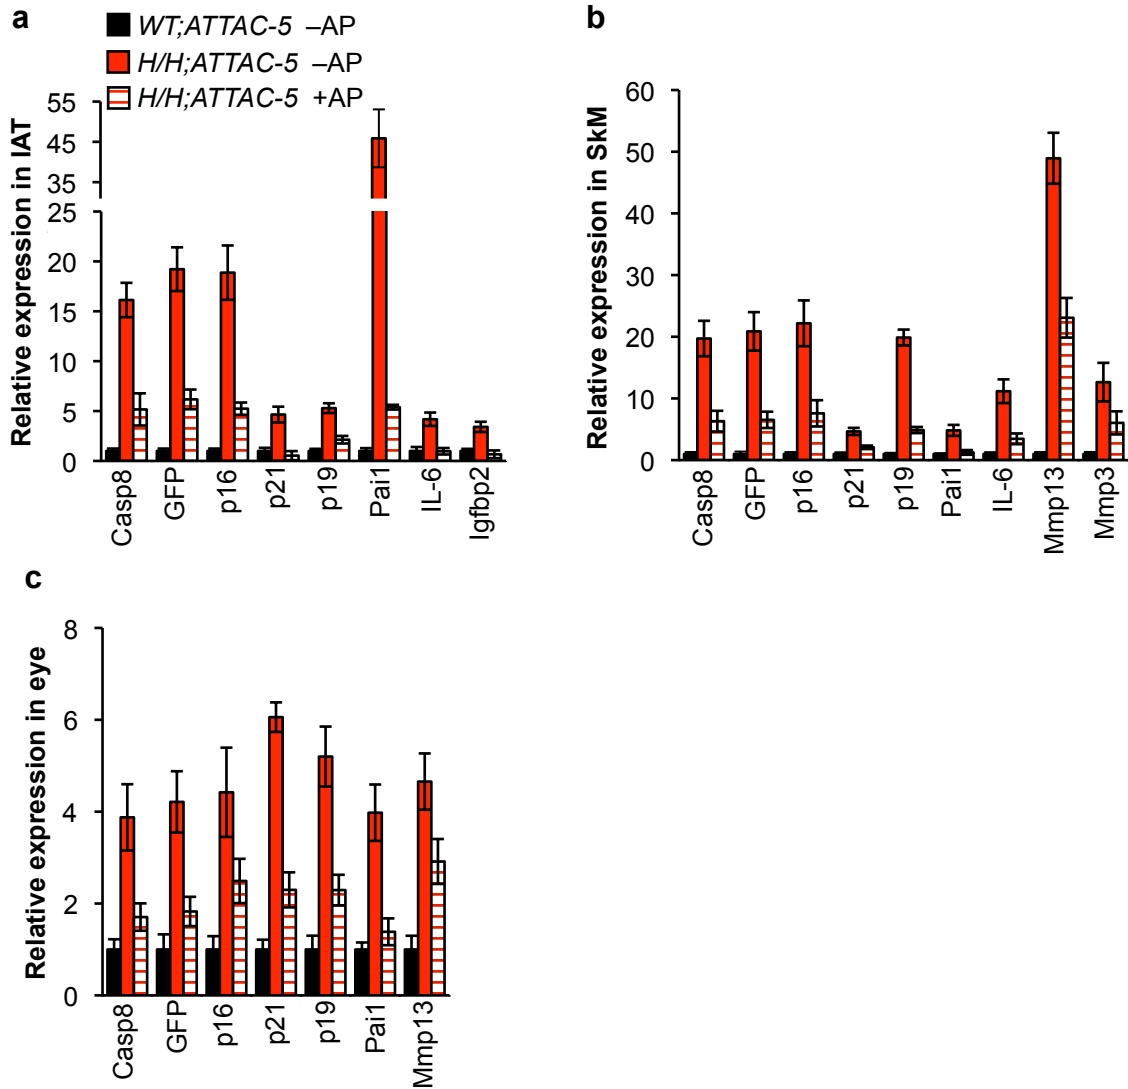 a
WT;ATTAC-5 –AP
H/H;ATTAC-5 –AP
H/H;ATTAC-5 +AP
Relative expression in IAT
55
45
35
25
20
15
10
5
0
Casp8
GFP
p16
p21
p19
Pai1
IL-6
Igfbp2
b
Relative expression in SkM
60
50
40
30
20
10
0
Casp8
GFP
p16
p21
p19
Pai1
IL-6
Mmp13
Mmp3
c
Relative expression in eye
8
6
4
2
0
Casp8
GFP
p16
p21
p19
Pai1
Mmp13